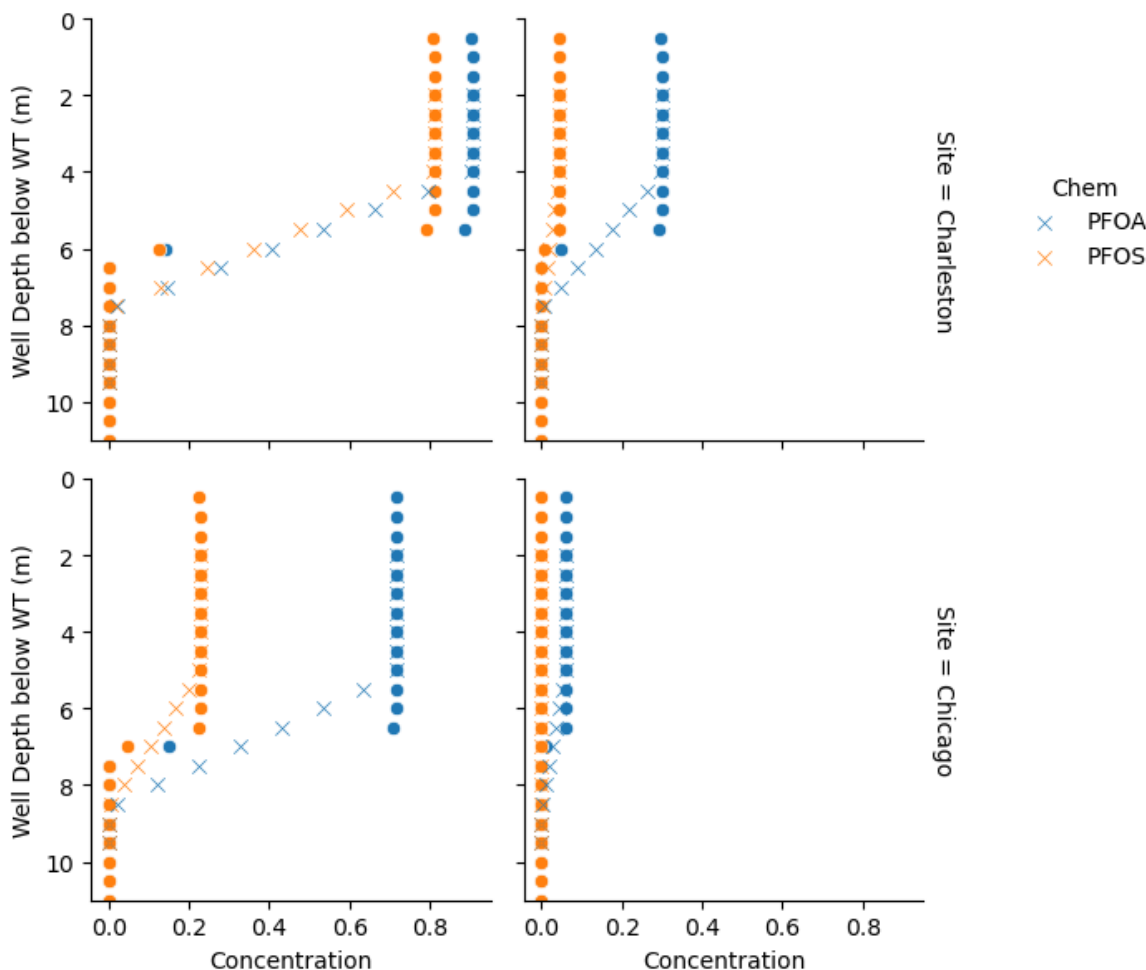 0
2
4
6
8
10
Well Depth below WT (m)
Site = Charleston
Chem
PFOA
PFOS
0
2
4
6
8
10
Well Depth below WT (m)
Site = Chicago
0.0 0.2 0.4 0.6 0.8
Concentration
0.0 0.2 0.4 0.6 0.8
Concentration